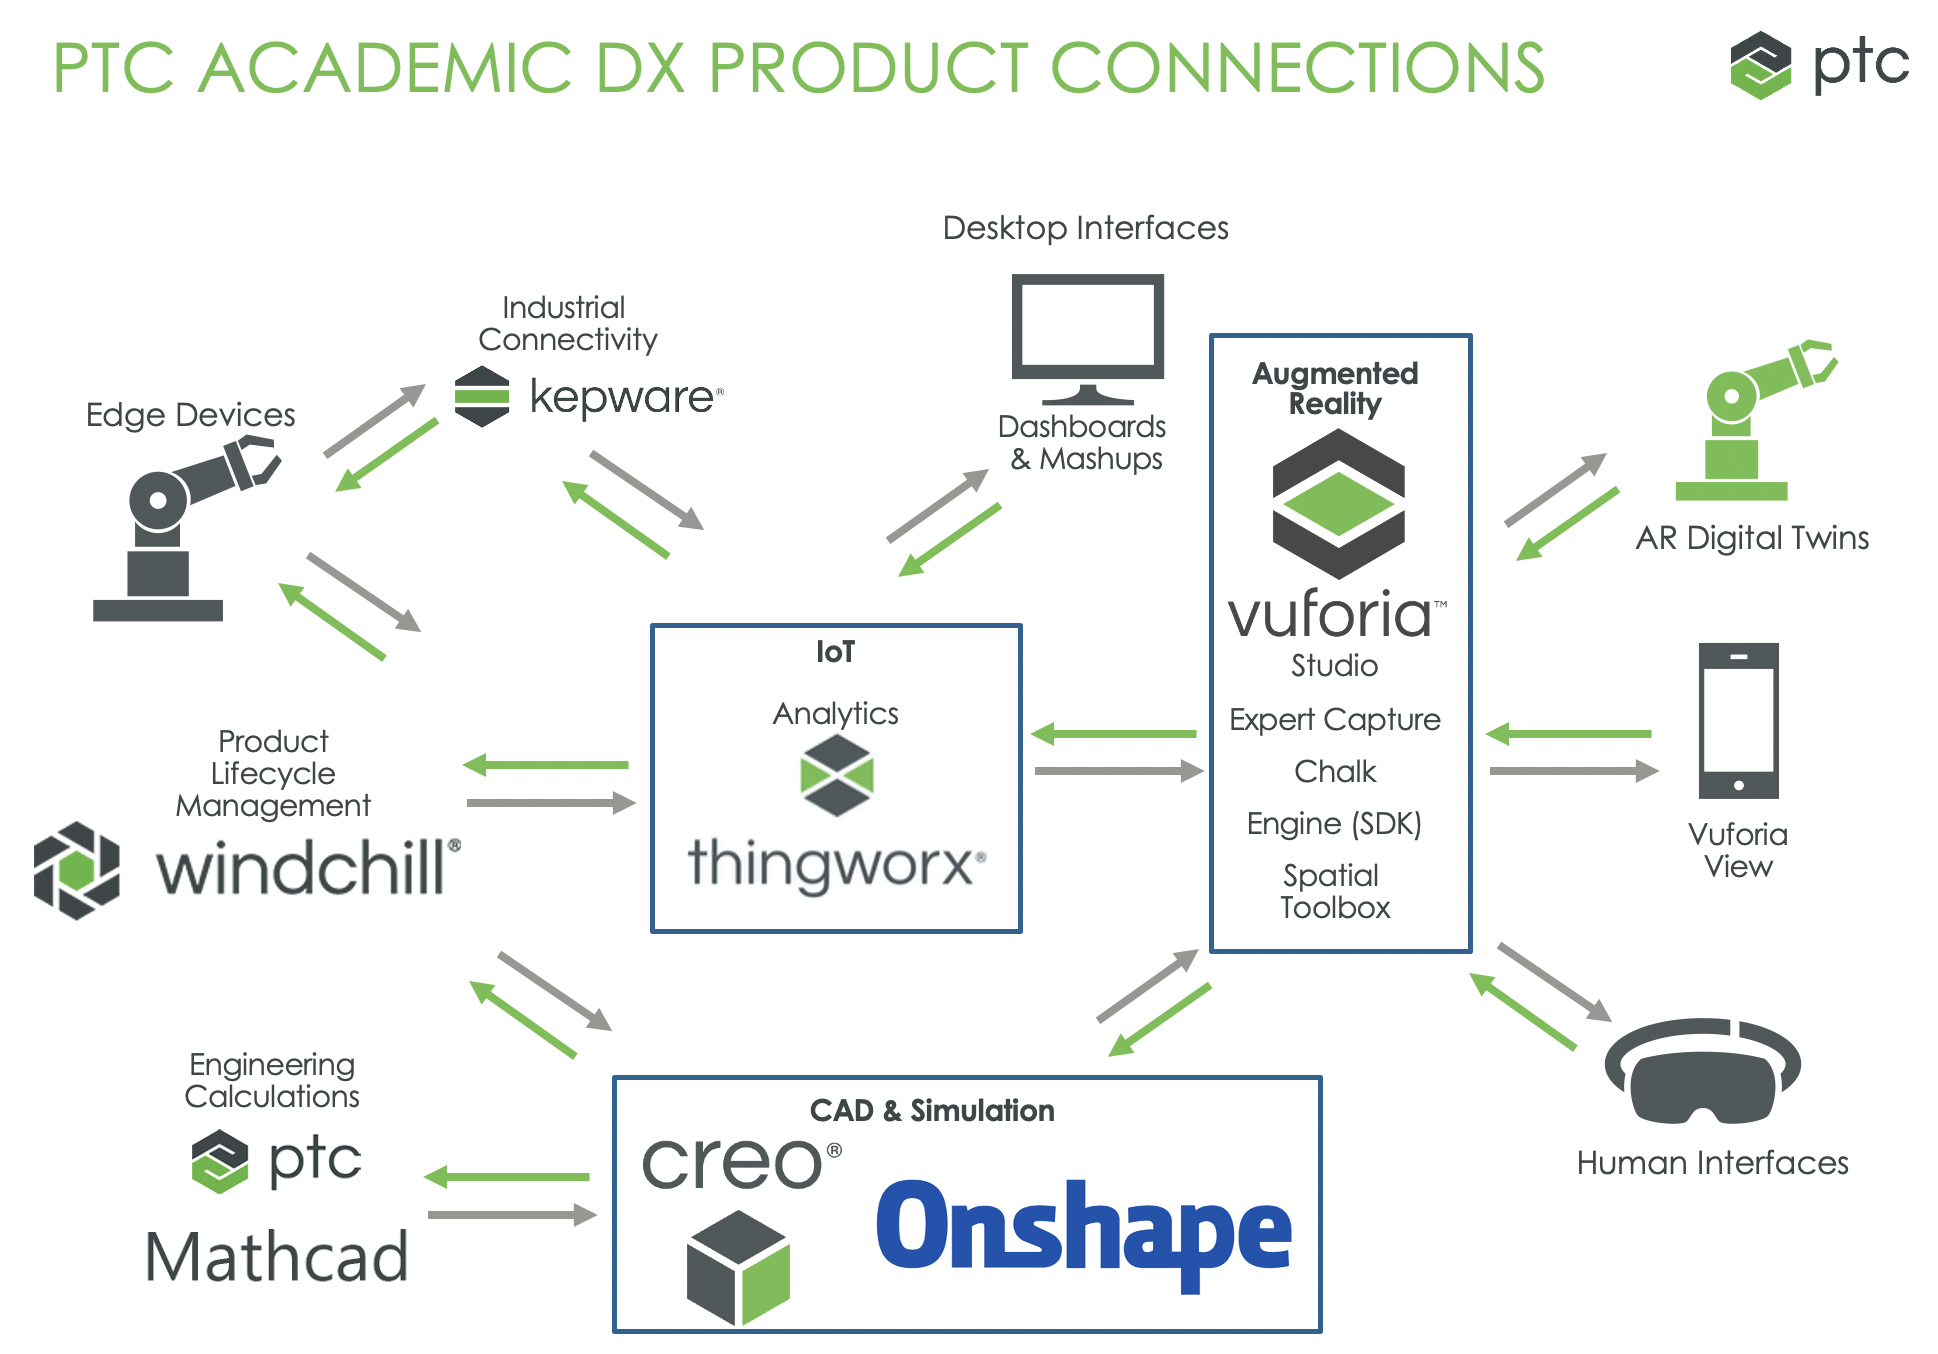 PTC ACADEMIC DX PRODUCT CONNECTIONS
ptc
Desktop Interfaces
Dashboards
& Mashups
Industrial
Connectivity
kepware®
Edge Devices
Augmented
Reality
vuforia™
Studio
Expert Capture
Chalk
Engine (SDK)
Spatial
Toolbox
AR Digital Twins
IoT
Analytics
thingworx®
Product
Lifecycle
Management
windchill®
Vuforia
View
Engineering
Calculations
ptc
Mathcad
CAD & Simulation
creo®
Onshape
Human Interfaces